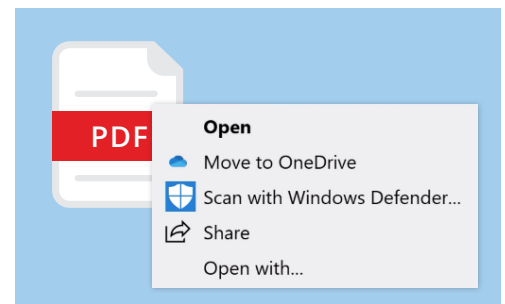 PDF
Open
Move to OneDrive
Scan with Windows Defender...
Share
Open with...